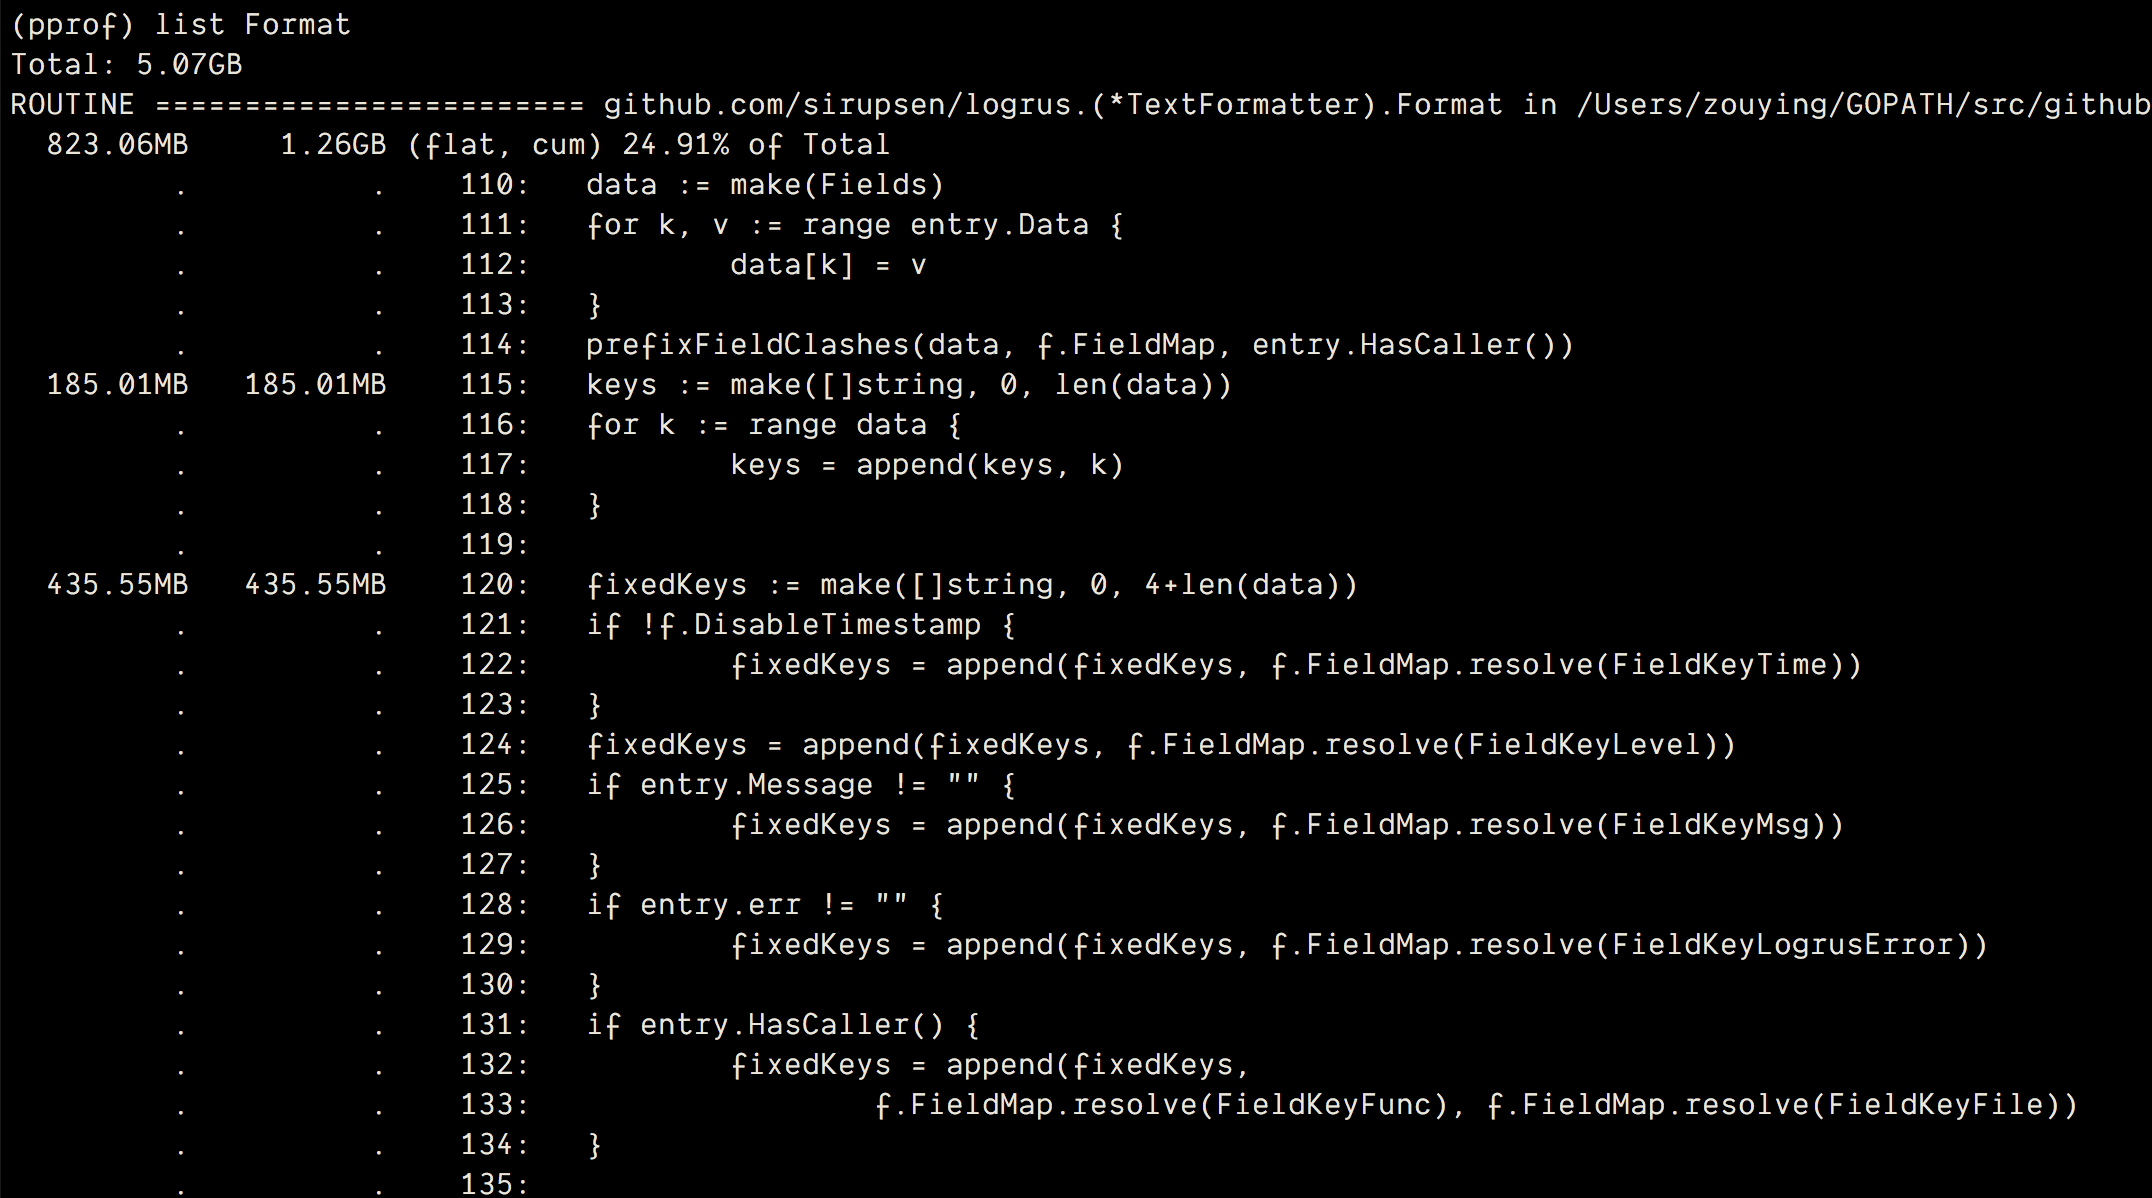 (pprof) list Format
Total: 5.07GB
ROUTINE ======================== github.com/sirupsen/logrus.(*TextFormatter).Format in /Users/zouying/GOPATH/src/github
  823.06MB     1.26GB (flat, cum) 24.91% of Total
         .          .    110:   data := make(Fields)
         .          .    111:   for k, v := range entry.Data {
         .          .    112:           data[k] = v
         .          .    113:   }
         .          .    114:   prefixFieldClashes(data, f.FieldMap, entry.HasCaller())
  185.01MB   185.01MB    115:   keys := make([]string, 0, len(data))
         .          .    116:   for k := range data {
         .          .    117:           keys = append(keys, k)
         .          .    118:   }
         .          .    119:
  435.55MB   435.55MB    120:   fixedKeys := make([]string, 0, 4+len(data))
         .          .    121:   if !f.DisableTimestamp {
         .          .    122:           fixedKeys = append(fixedKeys, f.FieldMap.resolve(FieldKeyTime))
         .          .    123:   }
         .          .    124:   fixedKeys = append(fixedKeys, f.FieldMap.resolve(FieldKeyLevel))
         .          .    125:   if entry.Message != "" {
         .          .    126:           fixedKeys = append(fixedKeys, f.FieldMap.resolve(FieldKeyMsg))
         .          .    127:   }
         .          .    128:   if entry.err != "" {
         .          .    129:           fixedKeys = append(fixedKeys, f.FieldMap.resolve(FieldKeyLogrusError))
         .          .    130:   }
         .          .    131:   if entry.HasCaller() {
         .          .    132:           fixedKeys = append(fixedKeys,
         .          .    133:                   f.FieldMap.resolve(FieldKeyFunc), f.FieldMap.resolve(FieldKeyFile))
         .          .    134:   }
         .          .    135: